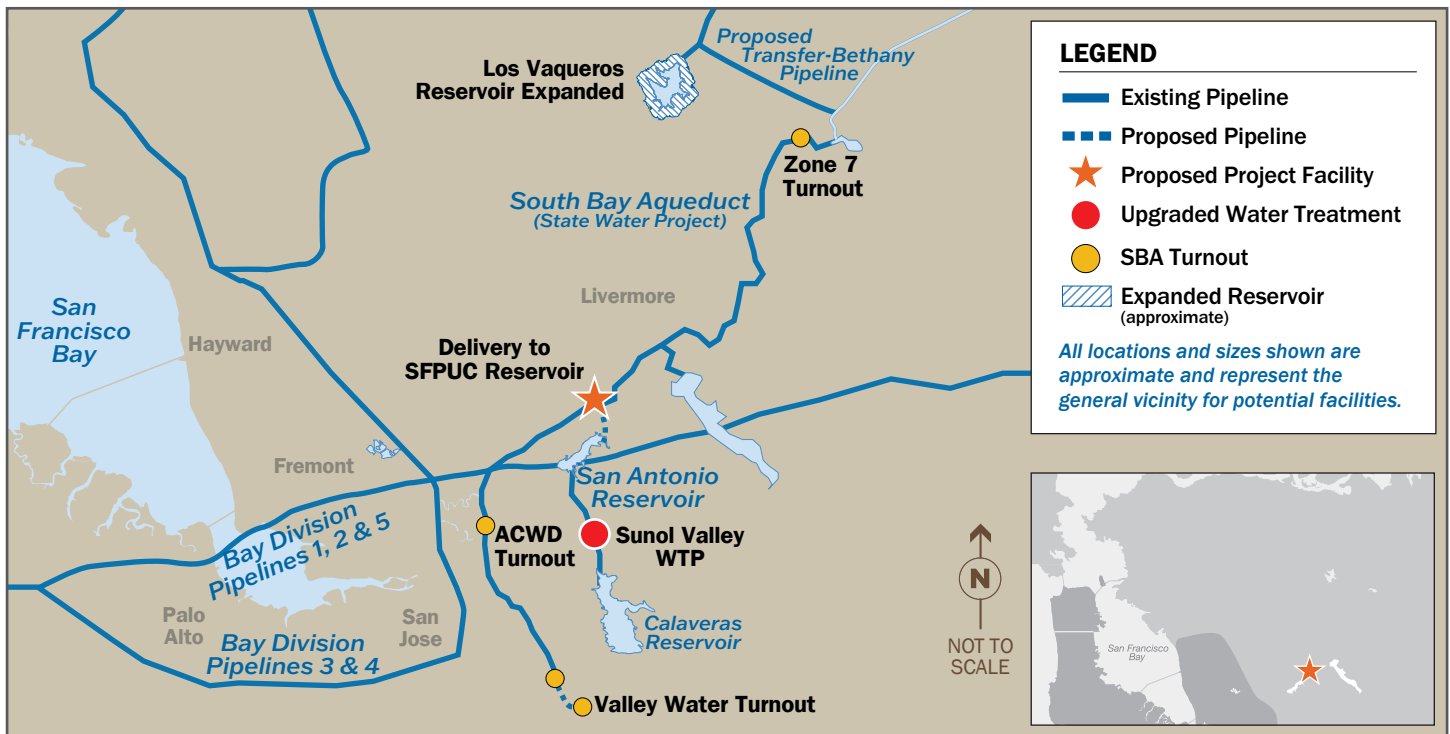 Proposed
Transfer-Bethany
Pipeline
Los Vaqueros
Reservoir Expanded
Zone 7
Turnout
South Bay Aqueduct
(State Water Project)
Livermore
San
Francisco
Bay
Hayward
Delivery to
SFPUC Reservoir
Fremont
San Antonio
Reservoir
Bay Division
Pipelines 1, 2 & 5
ACWD
Turnout
Sunol Valley
WTP
Palo
Alto
San
Jose
Bay Division
Pipelines 3 & 4
Calaveras
Reservoir
Valley Water Turnout
LEGEND
Existing Pipeline
Proposed Pipeline
Proposed Project Facility
Upgraded Water Treatment
SBA Turnout
Expanded Reservoir
(approximate)
All locations and sizes shown are
approximate and represent the
general vicinity for potential facilities.
N
NOT TO
SCALE
San Francisco
Bay